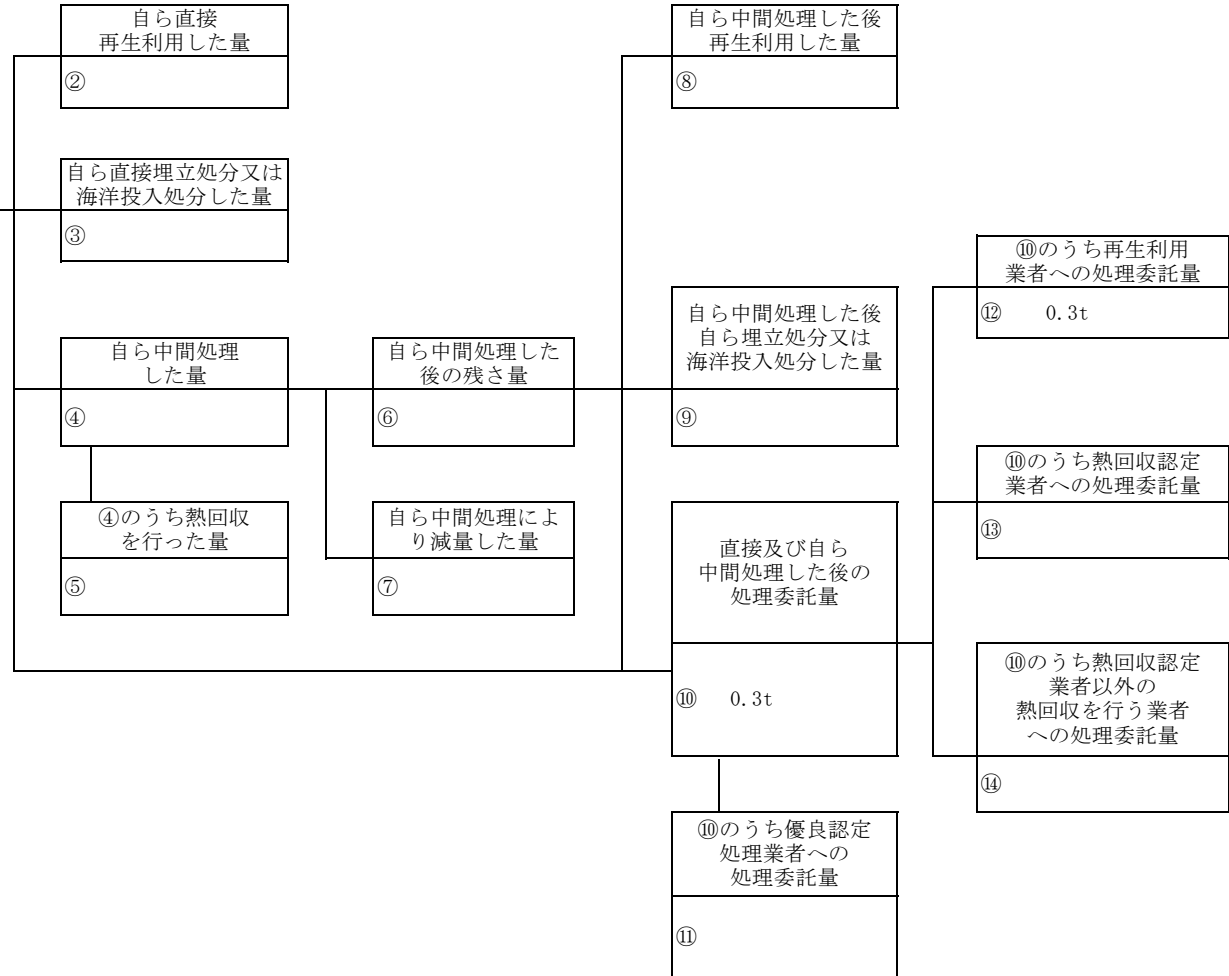 自ら直接
再生利用した量
②
自ら直接埋立処分又は
海洋投入処分した量
③
自ら中間処理
した量
④
④のうち熱回収
を行った量
⑤
自ら中間処理した
後の残さ量
⑥
自ら中間処理によ
り減量した量
⑦
自ら中間処理した後
再生利用した量
⑧
自ら中間処理した後
自ら埋立処分又は
海洋投入処分した量
⑨
直接及び自ら
中間処理した後の
処理委託量
⑩ 0.3t
⑩のうち優良認定
処理業者への
処理委託量
⑪
⑩のうち再生利用
業者への処理委託量
⑫ 0.3t
⑩のうち熱回収認定
業者への処理委託量
⑬
⑩のうち熱回収認定
業者以外の
熱回収を行う業者
への処理委託量
⑭